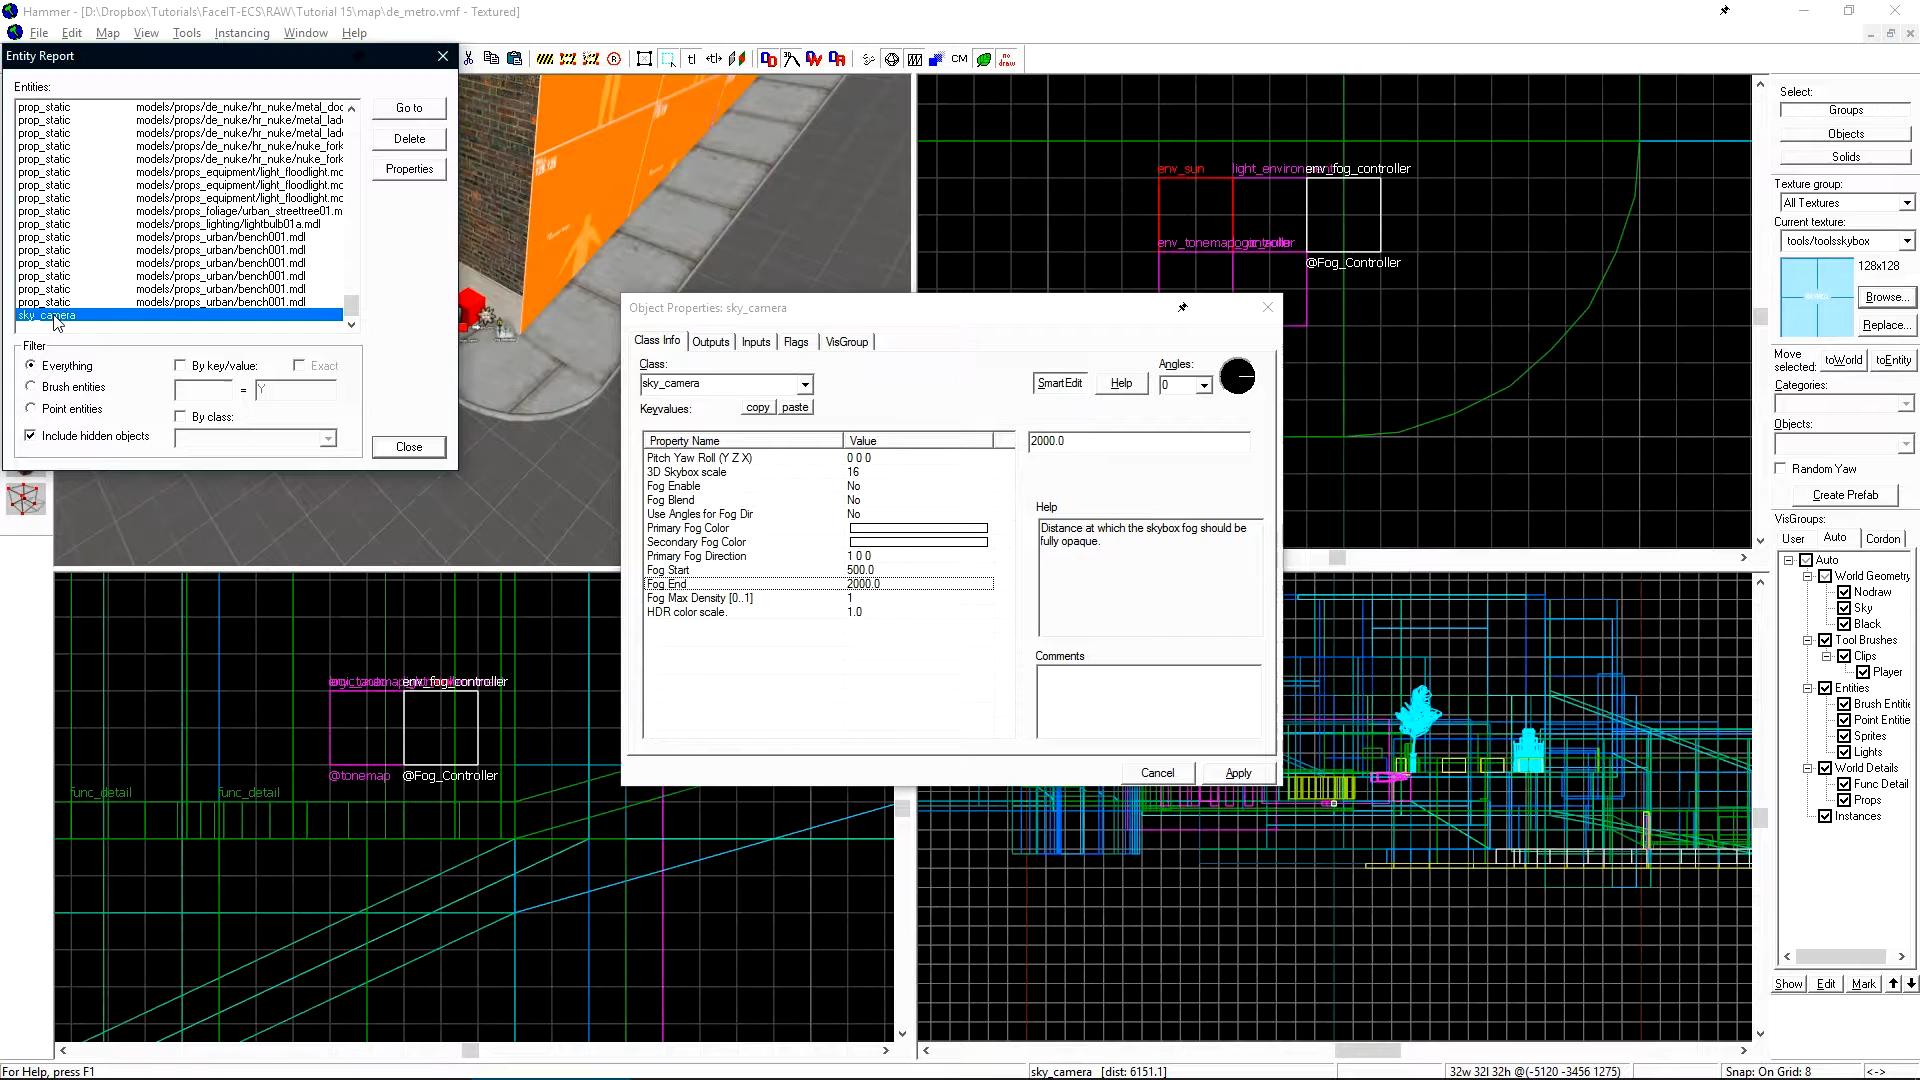 Hammer - [D:\Dropbox\Tutorials\FaceIT-ECS\RAW\Tutorial 15\map\de_metro.vmf - Textured]
File Edit Map View Tools Instancing Window Help
Entity Report
Entities:
prop_static models/props/de_nuke/hr_nuke/metal_doo
prop_static models/props/de_nuke/hr_nuke/metal_lade
prop_static models/props/de_nuke/hr_nuke/metal_lade
prop_static models/props/de_nuke/hr_nuke/nuke_fork
prop_static models/props/de_nuke/hr_nuke/nuke_fork
prop_static models/props_equipment/light_floodlight.mc
prop_static models/props_equipment/light_floodlight.mc
prop_static models/props_equipment/light_floodlight.mc
prop_static models/props_foliage/urban_streettree01.m
prop_static models/props_lighting/lightbulb01a.mdl
prop_static models/props_urban/bench001.mdl
prop_static models/props_urban/bench001.mdl
prop_static models/props_urban/bench001.mdl
prop_static models/props_urban/bench001.mdl
prop_static models/props_urban/bench001.mdl
prop_static models/props_urban/bench001.mdl
sky_camera
Go to
Delete
Properties
Filter
Everything
Brush entities
Point entities
Include hidden objects
By key/value:
Exact
= Y
By class:
Close
CM
no draw
env_sun
light_environ
env_fog_controller
env_tonemap
@Fog_Controller
Object Properties: sky_camera
Class Info Outputs Inputs Flags VisGroup
Class:
sky_camera
Keyvalues: copy paste
SmartEdit Help
Angles:
0
Property Name Value
Pitch Yaw Roll (Y Z X) 0 0 0
3D Skybox scale 16
Fog Enable No
Fog Blend No
Use Angles for Fog Dir No
Primary Fog Color
Secondary Fog Color
Primary Fog Direction 1 0 0
Fog Start 500.0
Fog End 2000.0
Fog Max Density [0..1] 1
HDR color scale. 1.0
2000.0
Help
Distance at which the skybox fog should be
fully opaque.
Comments
Cancel Apply
env_fog_controller
@tonemap @Fog_Controller
func_detail func_detail
Select:
Groups
Objects
Solids
Texture group:
All Textures
Current texture:
tools/toolsskybox
128x128
Browse...
Replace...
Move
selected:
toWorld toEntity
Categories:
Objects:
Random Yaw
Create Prefab
VisGroups:
User Auto Cordon
Auto
World Geometry
Nodraw
Sky
Black
Tool Brushes
Clips
Player
Entities
Brush Entitie
Point Entitie
Sprites
Lights
World Details
Func Detail
Props
Instances
Show Edit Mark
For Help, press F1
sky_camera [dist: 6151.1]
32w 32l 32h @(-5120 -3456 1275)
Snap: On Grid: 8
<->